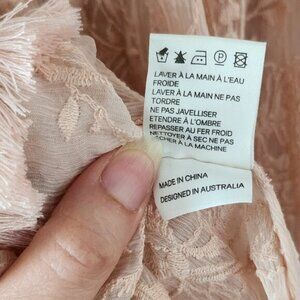 LAVER À LA MAIN À L'EAU
FROIDE
LAVER À LA MAIN NE PAS
TORDRE
NE PAS JAVELLISER
ETENDRE À L'OMBRE
REPASSER AU FER FROID
NETTOYER À SEC NE PAS
SÉCHER À LA MACHINE
MADE IN CHINA
DESIGNED IN AUSTRALIA